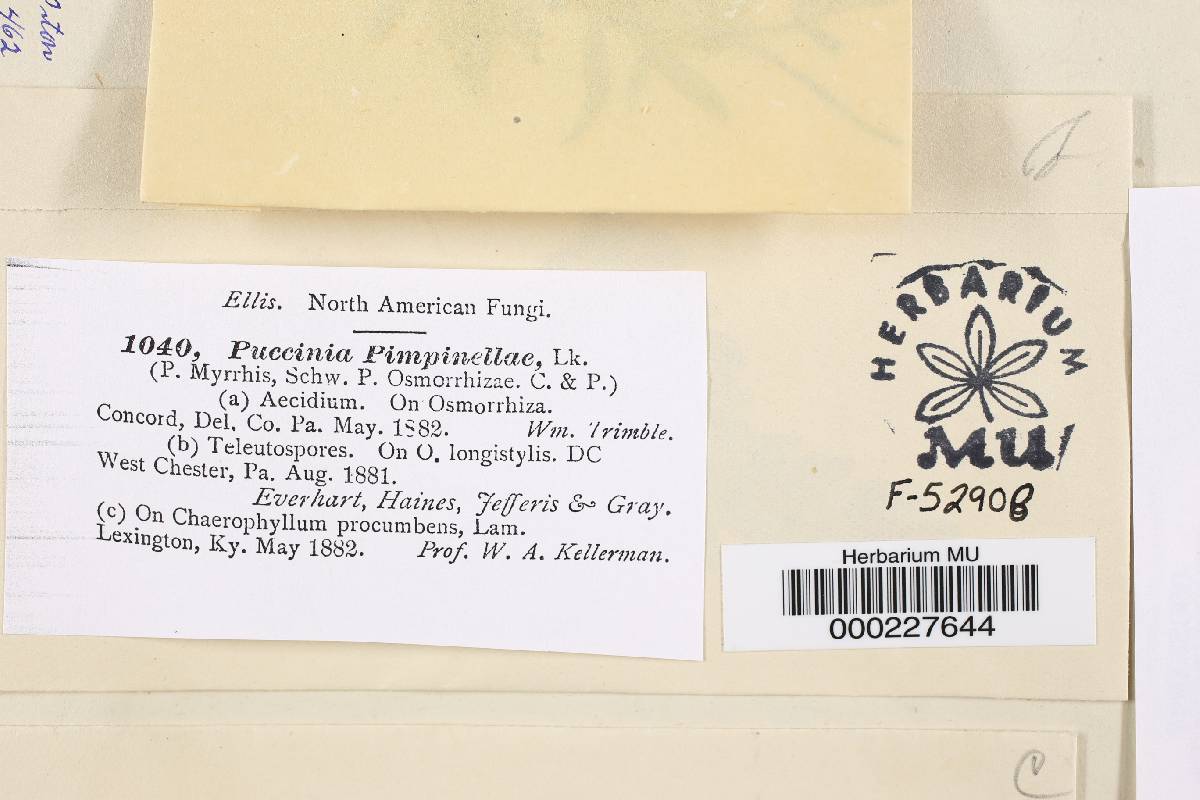 Ellis. North American Fungi.
1040, Puccinia Pimpinellae, Lk.
(P. Myrrhis, Schw. P. Osmorrhizae. C. & P.)
(a) Aecidium. On Osmorrhiza.
Concord, Del. Co. Pa. May. 1882. Wm. Trimble.
(b) Teleutospores. On O. longistylis. DC
West Chester, Pa. Aug. 1881.
Everhart, Haines, Jefferis & Gray.
(c) On Chaerophyllum procumbens, Lam.
Lexington, Ky. May 1882. Prof. W. A. Kellerman.
HERBARIUM
MU
F-5290B
Herbarium MU
000227644
C